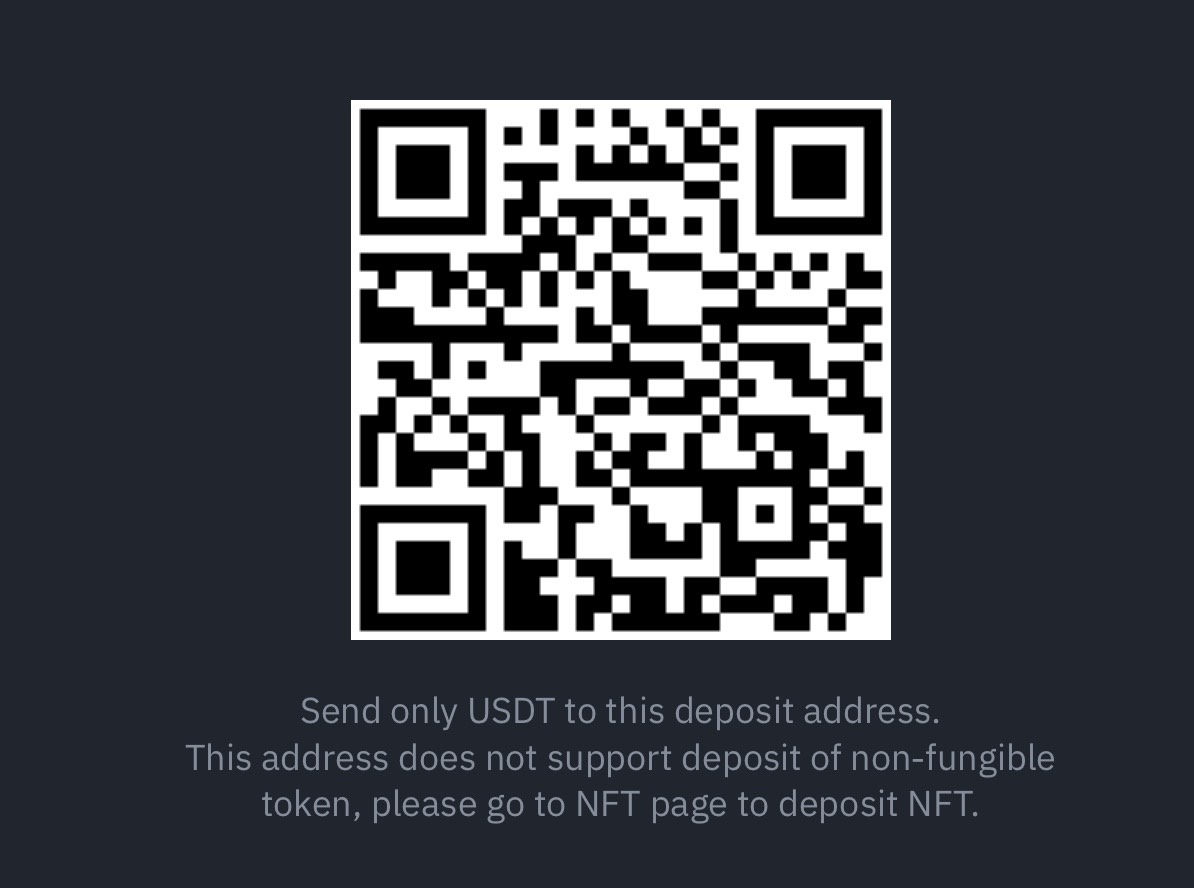 Send only USDT to this deposit address.
This address does not support deposit of non-fungible
token, please go to NFT page to deposit NFT.